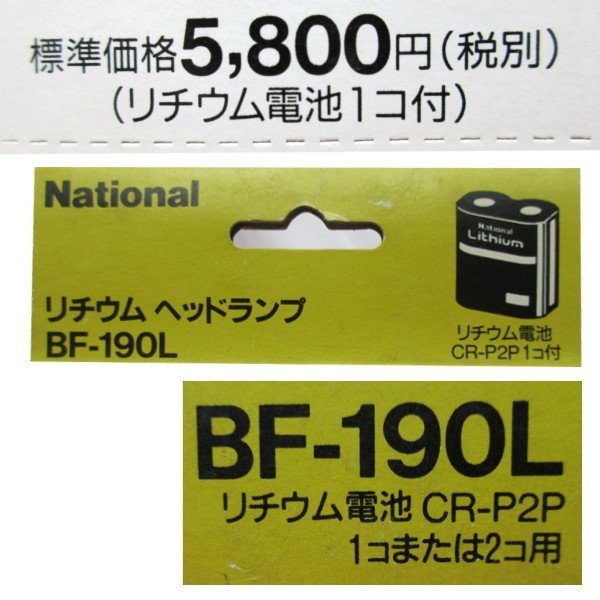 標準価格5,800円(税別)
(リチウム電池1コ付)
National
National
Lithium
リチウム ヘッドランプ
BF-190L
リチウム電池
CR-P2P1コ付
BF-190L
リチウム電池 CR-P2P
1コまたは2コ用